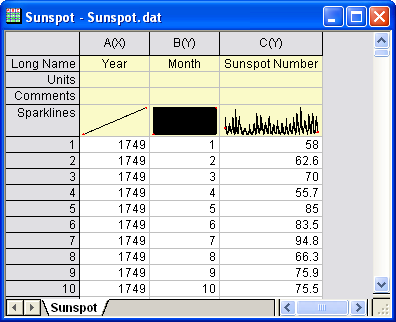 Sunspot - Sunspot.dat
A(X) B(Y) C(Y)
Long Name Year Month Sunspot Number
Units
Comments
Sparklines
1 1749 1 58
2 1749 2 62.6
3 1749 3 70
4 1749 4 55.7
5 1749 5 85
6 1749 6 83.5
7 1749 7 94.8
8 1749 8 66.3
9 1749 9 75.9
10 1749 10 75.5
Sunspot